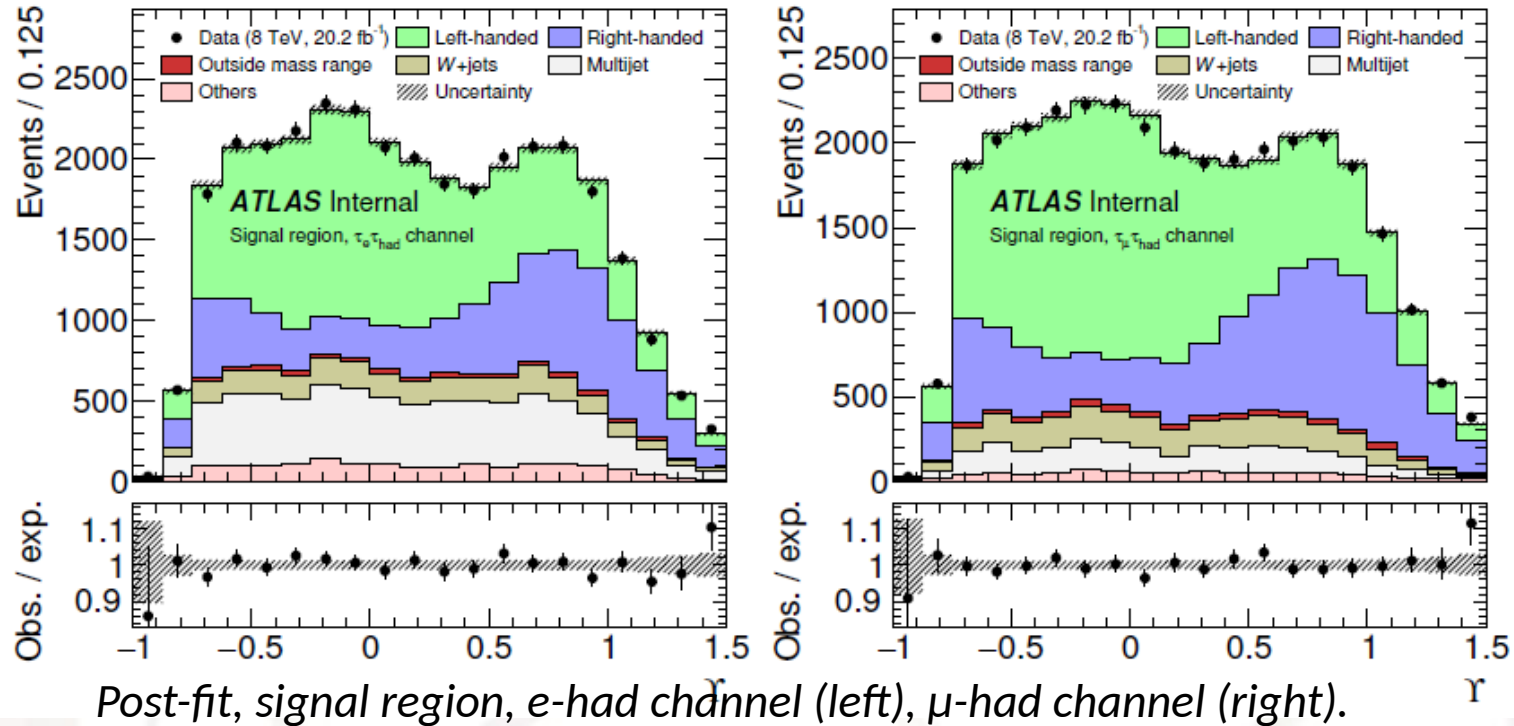 Events / 0.125
Data (8 TeV, 20.2 fb⁻¹) Left-handed Right-handed
Outside mass range W+jets Multijet
Others Uncertainty
2500
2000
1500
1000
500
0
ATLAS Internal
Signal region, τₑτ_had channel
Obs. / exp.
1.1
1
0.9
−1 −0.5 0 0.5 1 1.5
ϒ
Events / 0.125
Data (8 TeV, 20.2 fb⁻¹) Left-handed Right-handed
Outside mass range W+jets Multijet
Others Uncertainty
2500
2000
1500
1000
500
0
ATLAS Internal
Signal region, τ_μτ_had channel
Obs. / exp.
1.1
1
0.9
−1 −0.5 0 0.5 1 1.5
ϒ
Post-fit, signal region, e-had channel (left), μ-had channel (right).